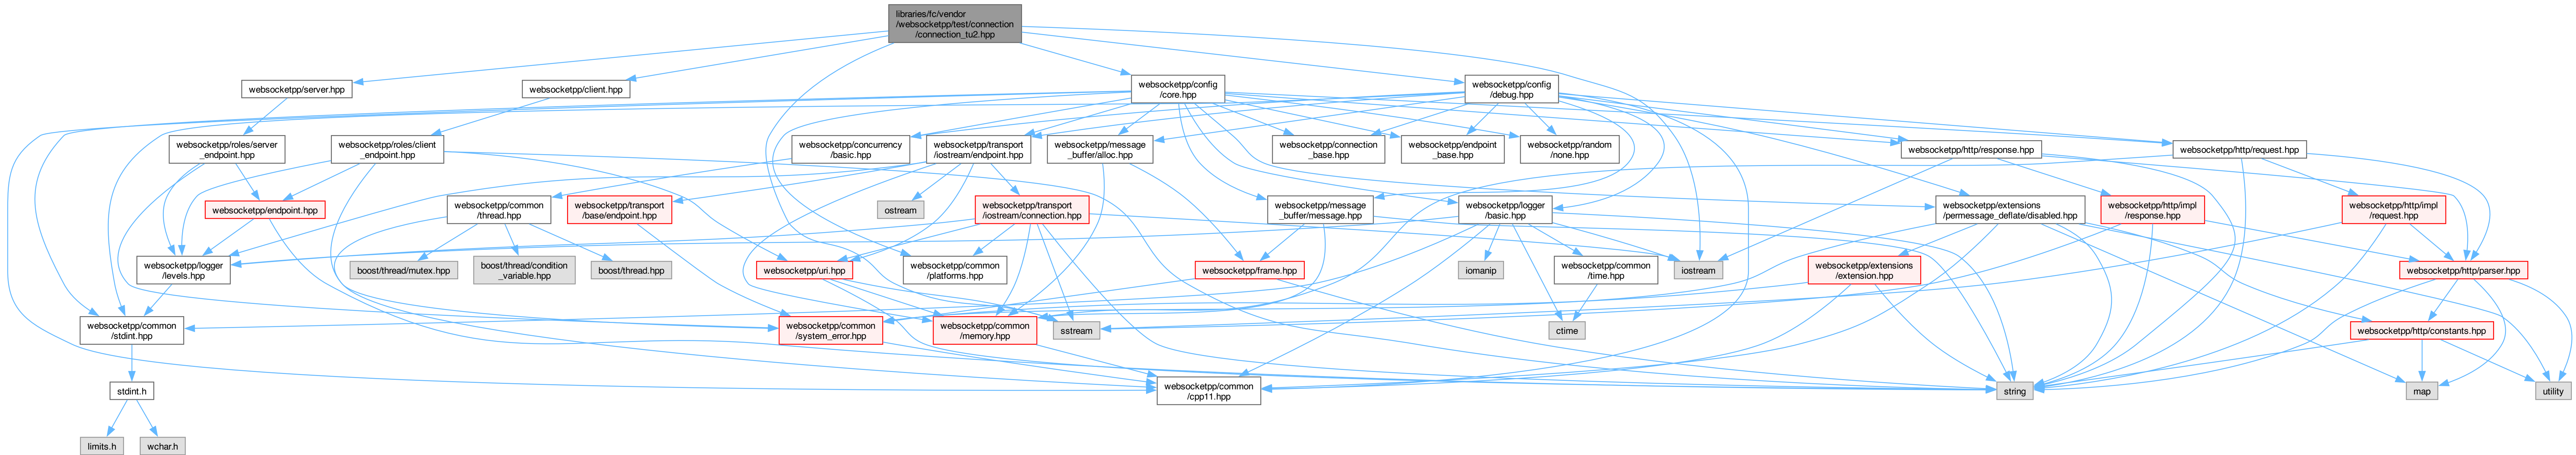 libraries/fc/vendor
/websocketpp/test/connection
/connection_tu2.hpp
websocketpp/server.hpp
websocketpp/client.hpp
websocketpp/config
/core.hpp
websocketpp/config
/debug.hpp
websocketpp/roles/server
_endpoint.hpp
websocketpp/roles/client
_endpoint.hpp
websocketpp/concurrency
/basic.hpp
websocketpp/transport
/iostream/endpoint.hpp
websocketpp/message
_buffer/alloc.hpp
websocketpp/connection
_base.hpp
websocketpp/endpoint
_base.hpp
websocketpp/random
/none.hpp
websocketpp/http/response.hpp
websocketpp/http/request.hpp
websocketpp/endpoint.hpp
websocketpp/common
/thread.hpp
websocketpp/transport
/base/endpoint.hpp
ostream
websocketpp/transport
/iostream/connection.hpp
websocketpp/message
_buffer/message.hpp
websocketpp/logger
/basic.hpp
websocketpp/extensions
/permessage_deflate/disabled.hpp
websocketpp/http/impl
/response.hpp
websocketpp/http/impl
/request.hpp
websocketpp/logger
/levels.hpp
boost/thread/mutex.hpp
boost/thread/condition
_variable.hpp
boost/thread.hpp
websocketpp/uri.hpp
websocketpp/common
/platforms.hpp
websocketpp/frame.hpp
iomanip
websocketpp/common
/time.hpp
iostream
websocketpp/extensions
/extension.hpp
websocketpp/http/parser.hpp
websocketpp/common
/stdint.hpp
websocketpp/common
/system_error.hpp
websocketpp/common
/memory.hpp
sstream
ctime
websocketpp/http/constants.hpp
stdint.h
websocketpp/common
/cpp11.hpp
string
map
utility
limits.h
wchar.h